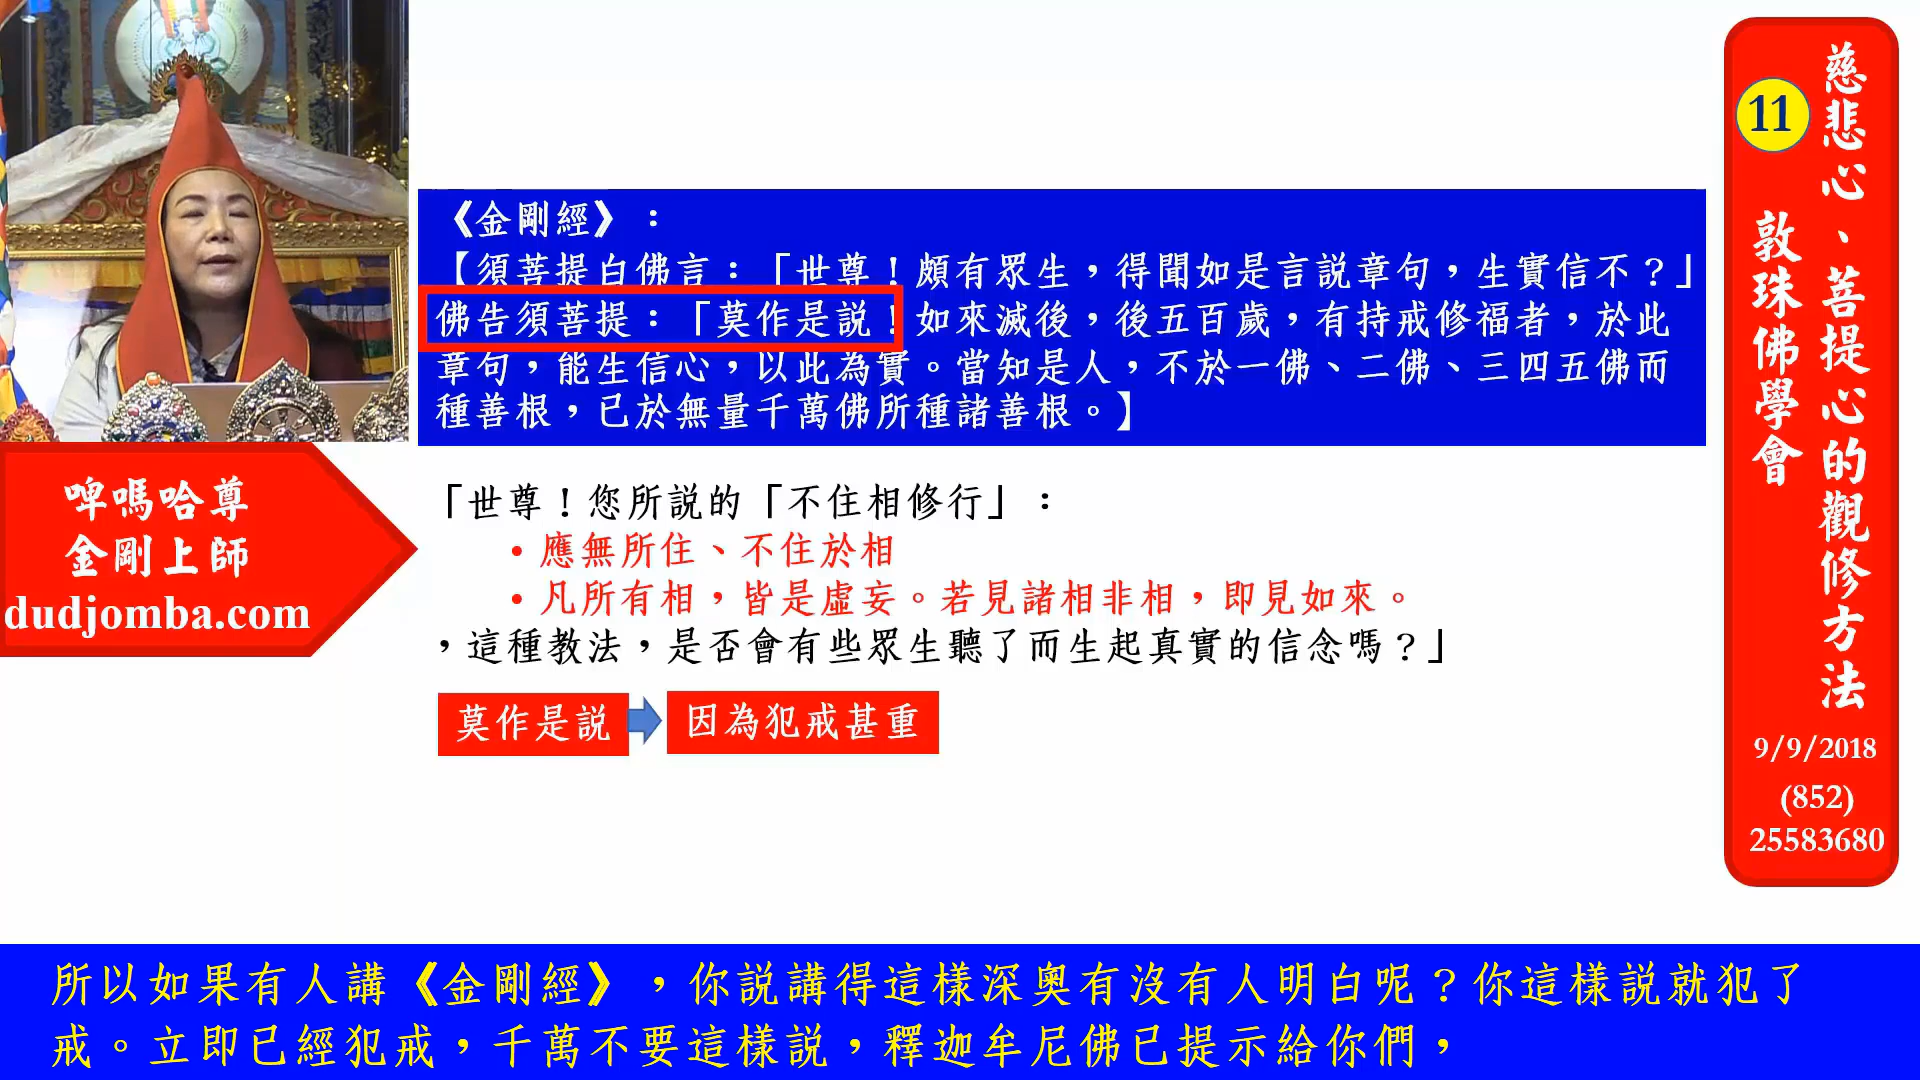 《金剛經》：
【須菩提白佛言：「世尊！頗有眾生，得聞如是言說章句，生實信不？」
佛告須菩提：「莫作是說！如來滅後，後五百歲，有持戒修福者，於此
章句，能生信心，以此為實。當知是人，不於一佛、二佛、三四五佛而
種善根，已於無量千萬佛所種諸善根。】
「世尊！您所說的「不住相修行」：
• 應無所住、不住於相
• 凡所有相，皆是虛妄。若見諸相非相，即見如來。
，這種教法，是否會有些眾生聽了而生起真實的信念嗎？」
莫作是說
因為犯戒甚重
啤嗎哈尊
金剛上師
dudjomba.com
慈悲心、菩提心的觀修方法
11
敦珠佛學會
9/9/2018
(852)
25583680
所以如果有人講《金剛經》，你說講得這樣深奧有沒有人明白呢？你這樣說就犯了
戒。立即已經犯戒，千萬不要這樣說，釋迦牟尼佛已提示給你們，